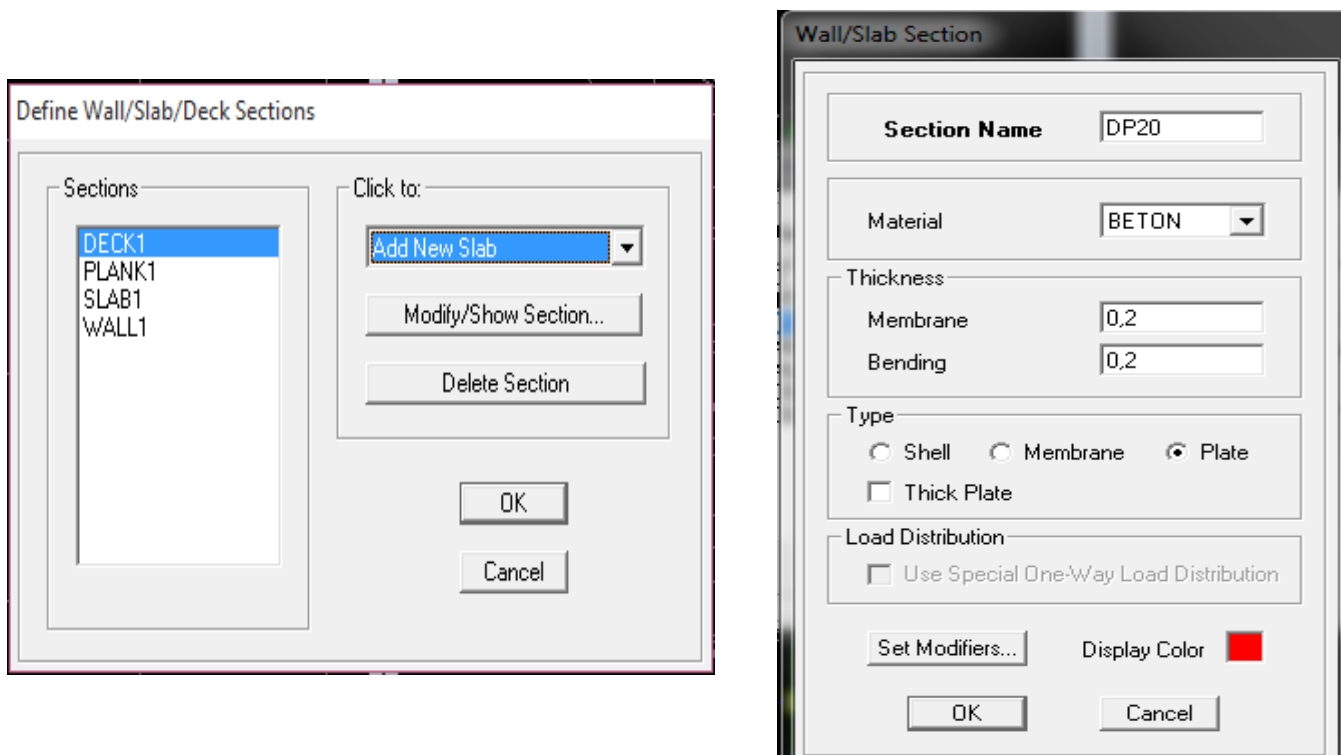 Define Wall/Slab/Deck Sections
Sections
DECK1
PLANK1
SLAB1
WALL1
Click to:
Add New Slab
Modify/Show Section...
Delete Section
OK
Cancel
Wall/Slab Section
Section Name DP20
Material BETON
Thickness
Membrane 0,2
Bending 0,2
Type
Shell Membrane Plate
Thick Plate
Load Distribution
Use Special One-Way Load Distribution
Set Modifiers... Display Color
OK Cancel